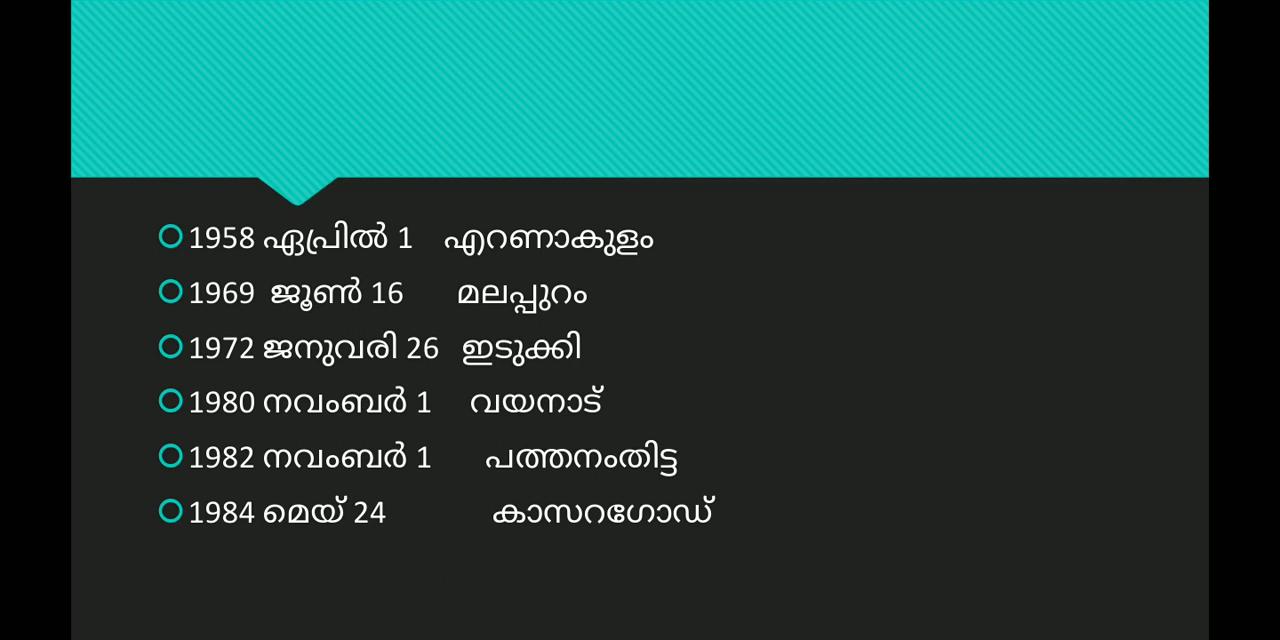 1958 ഏപ്രിൽ 1 എറണാകുളം
1969 ജൂൺ 16 മലപ്പുറം
1972 ജനുവരി 26 ഇടുക്കി
1980 നവംബർ 1 വയനാട്
1982 നവംബർ 1 പത്തനംതിട്ട
1984 മെയ് 24 കാസറഗോഡ്